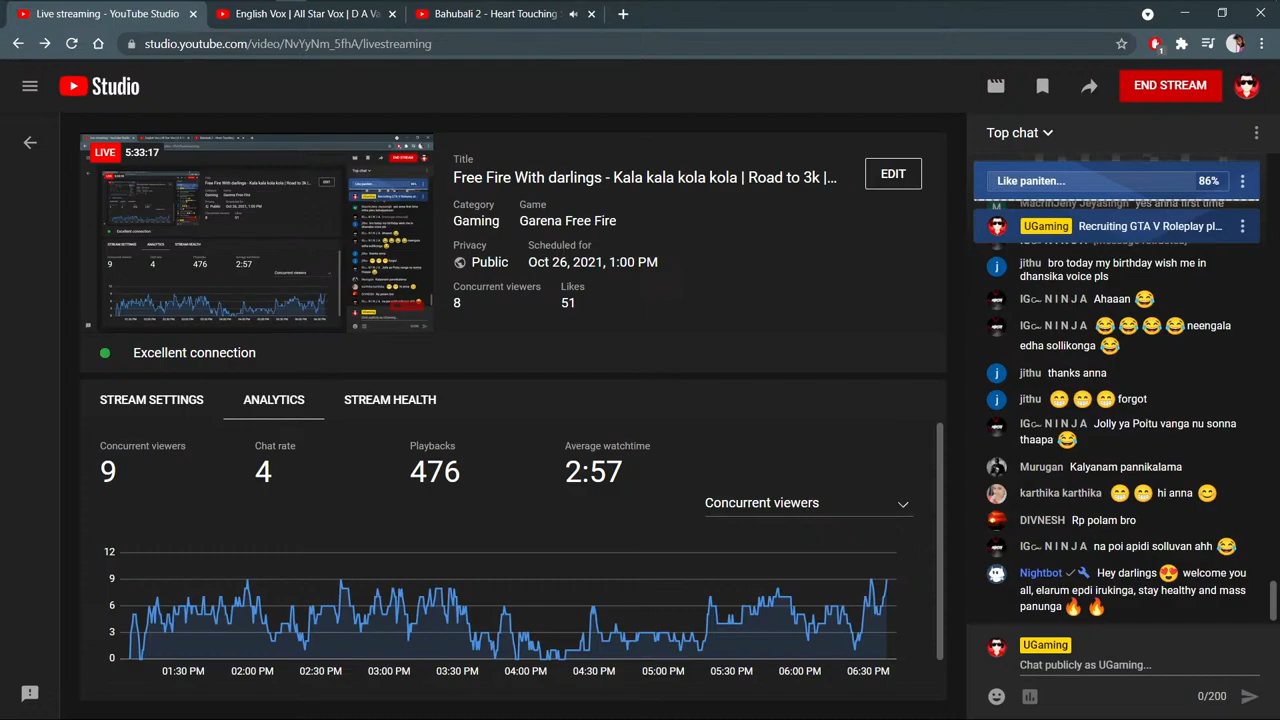 Live streaming - YouTube Studio
English Vox | All Star Vox | D A Va
Bahubali 2 - Heart Touching
studio.youtube.com/video/NvYyNm_5fhA/livestreaming
1
Studio
END STREAM
LIVE 5:33:17
Title
Free Fire With darlings - Kala kala kola kola | Road to 3k |...
EDIT
Category Game
Gaming Garena Free Fire
Privacy Scheduled for
Public Oct 26, 2021, 1:00 PM
Concurrent viewers Likes
8 51
Excellent connection
STREAM SETTINGS ANALYTICS STREAM HEALTH
Concurrent viewers Chat rate Playbacks Average watchtime
9 4 476 2:57
Concurrent viewers
12
9
6
3
0
01:30 PM 02:00 PM 02:30 PM 03:00 PM 03:30 PM 04:00 PM 04:30 PM 05:00 PM 05:30 PM 06:00 PM 06:30 PM
Top chat
Like paniten... 86%
MacrinJeny Jeyasingh yes anna first time
UGaming Recruiting GTA V Roleplay pl...
jithu bro today my birthday wish me in
dhansika voice pls
IG N I N J A Ahaaan 😂
IG N I N J A 😂 😂 😂 😂 neengala
edha sollikonga 😂
jithu thanks anna
jithu 😁 😁 😁 forgot
IG N I N J A Jolly ya Poitu vanga nu sonna
thaapa 😂
Murugan Kalyanam pannikalama
karthika karthika 😁 😁 hi anna 😊
DIVNESH Rp polam bro
IG N I N J A na poi apidi solluvan ahh 😂
Nightbot Hey darlings 😍 welcome you
all, elarum epdi irukinga, stay healthy and mass
panunga 🔥 🔥
UGaming
Chat publicly as UGaming...
0/200